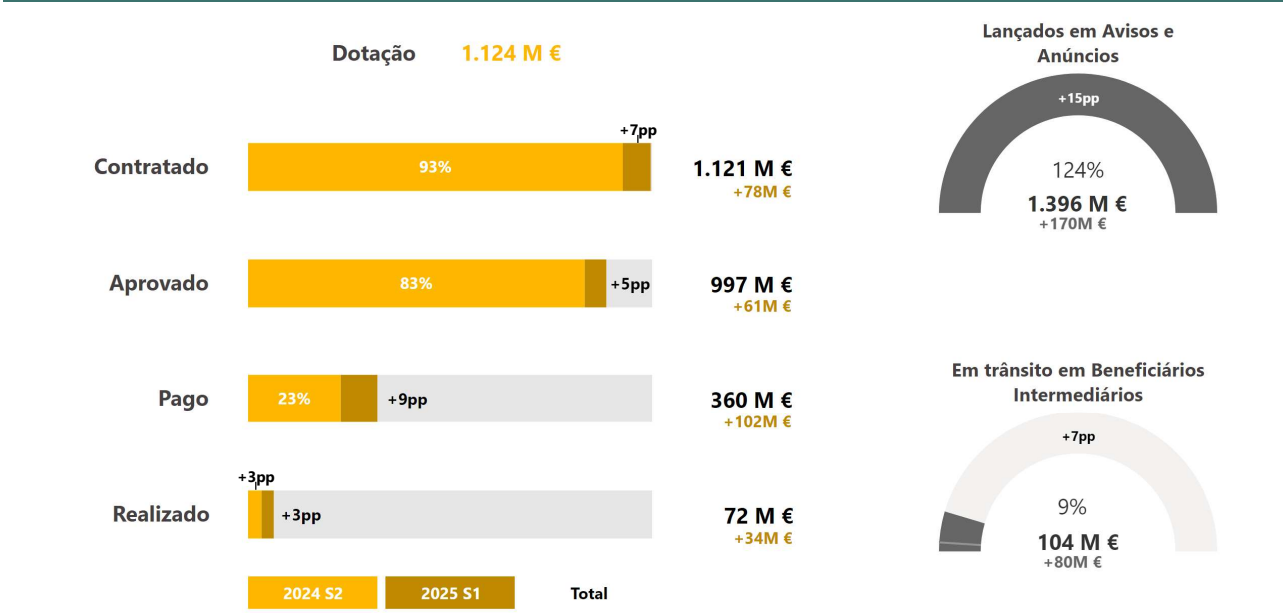 Dotação 1.124 M €
Contratado 93% +7pp 1.121 M €
+78M €
Aprovado 83% +5pp 997 M €
+61M €
Pago 23% +9pp 360 M €
+102M €
+3pp
Realizado +3pp 72 M €
+34M €
2024 S2 2025 S1 Total
Lançados em Avisos e
Anúncios
+15pp
124%
1.396 M €
+170M €
Em trânsito em Beneficiários
Intermediários
+7pp
9%
104 M €
+80M €